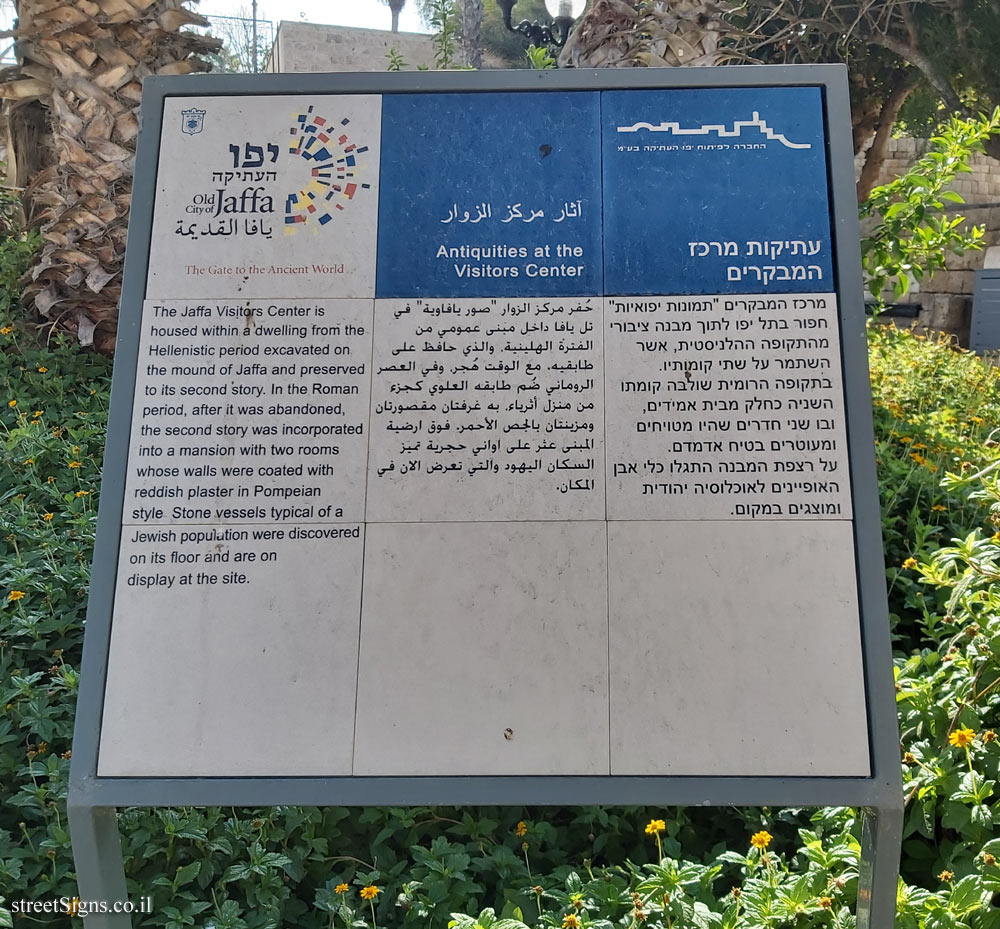 יפו
העתיקה
Old
City of Jaffa
يافا القديمة
The Gate to the Ancient World...
آثار مركز الزوار
Antiquities at the
Visitors Center
החברה לפיתוח יפו העתיקה בע"מ
עתיקות מרכז
המבקרים
The Jaffa Visitors Center is
housed within a dwelling from the
Hellenistic period excavated on
the mound of Jaffa and preserved
to its second story. In the Roman
period, after it was abandoned,
the second story was incorporated
into a mansion with two rooms
whose walls were coated with
reddish plaster in Pompeian
style. Stone vessels typical of a
Jewish population were discovered
on its floor and are on
display at the site.
حُفر مركز الزوار "صور يافاوية" في
تل يافا داخل مبنى عمومي من
الفترة الهلينية. والذي حافظ على
طابقيه. معَ الوقت هُجر. وفي العصر
الروماني ضُم طابقه العلوي كجزء
من منزل أثرياء. به غرفتان مقصورتان
ومزينتان بالجص الأحمر. فوق ارضية
المبنى عثر على أواني حجرية تميز
السكان اليهود والتي تعرض الان في
المكان.
מרכז המבקרים "תמונות יפואיות"
חפור בתל יפו לתוך מבנה ציבורי
מהתקופה ההלניסטית, אשר
השתמר על שתי קומותיו.
בתקופה הרומית שולבה קומתו
השניה כחלק מבית אמידים,
ובו שני חדרים שהיו מטויחים
ומעוטרים בטיח אדמדם.
על רצפת המבנה התגלו כלי אבן
האופיינים לאוכלוסיה יהודית
ומוצגים במקום.
streetSigns.co.il